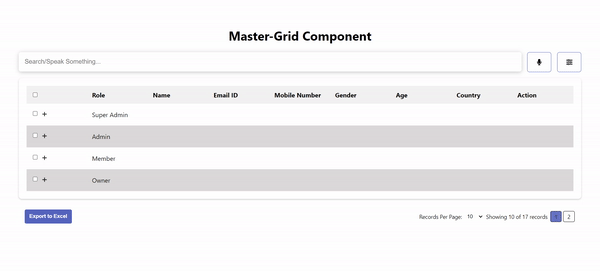 Master-Grid Component
Search/Speak Something...
Role Name Email ID Mobile Number Gender Age Country Action
+ Super Admin
+ Admin
+ Member
+ Owner
Export to Excel Records Per Page: 10 Showing 10 of 17 records 1 2